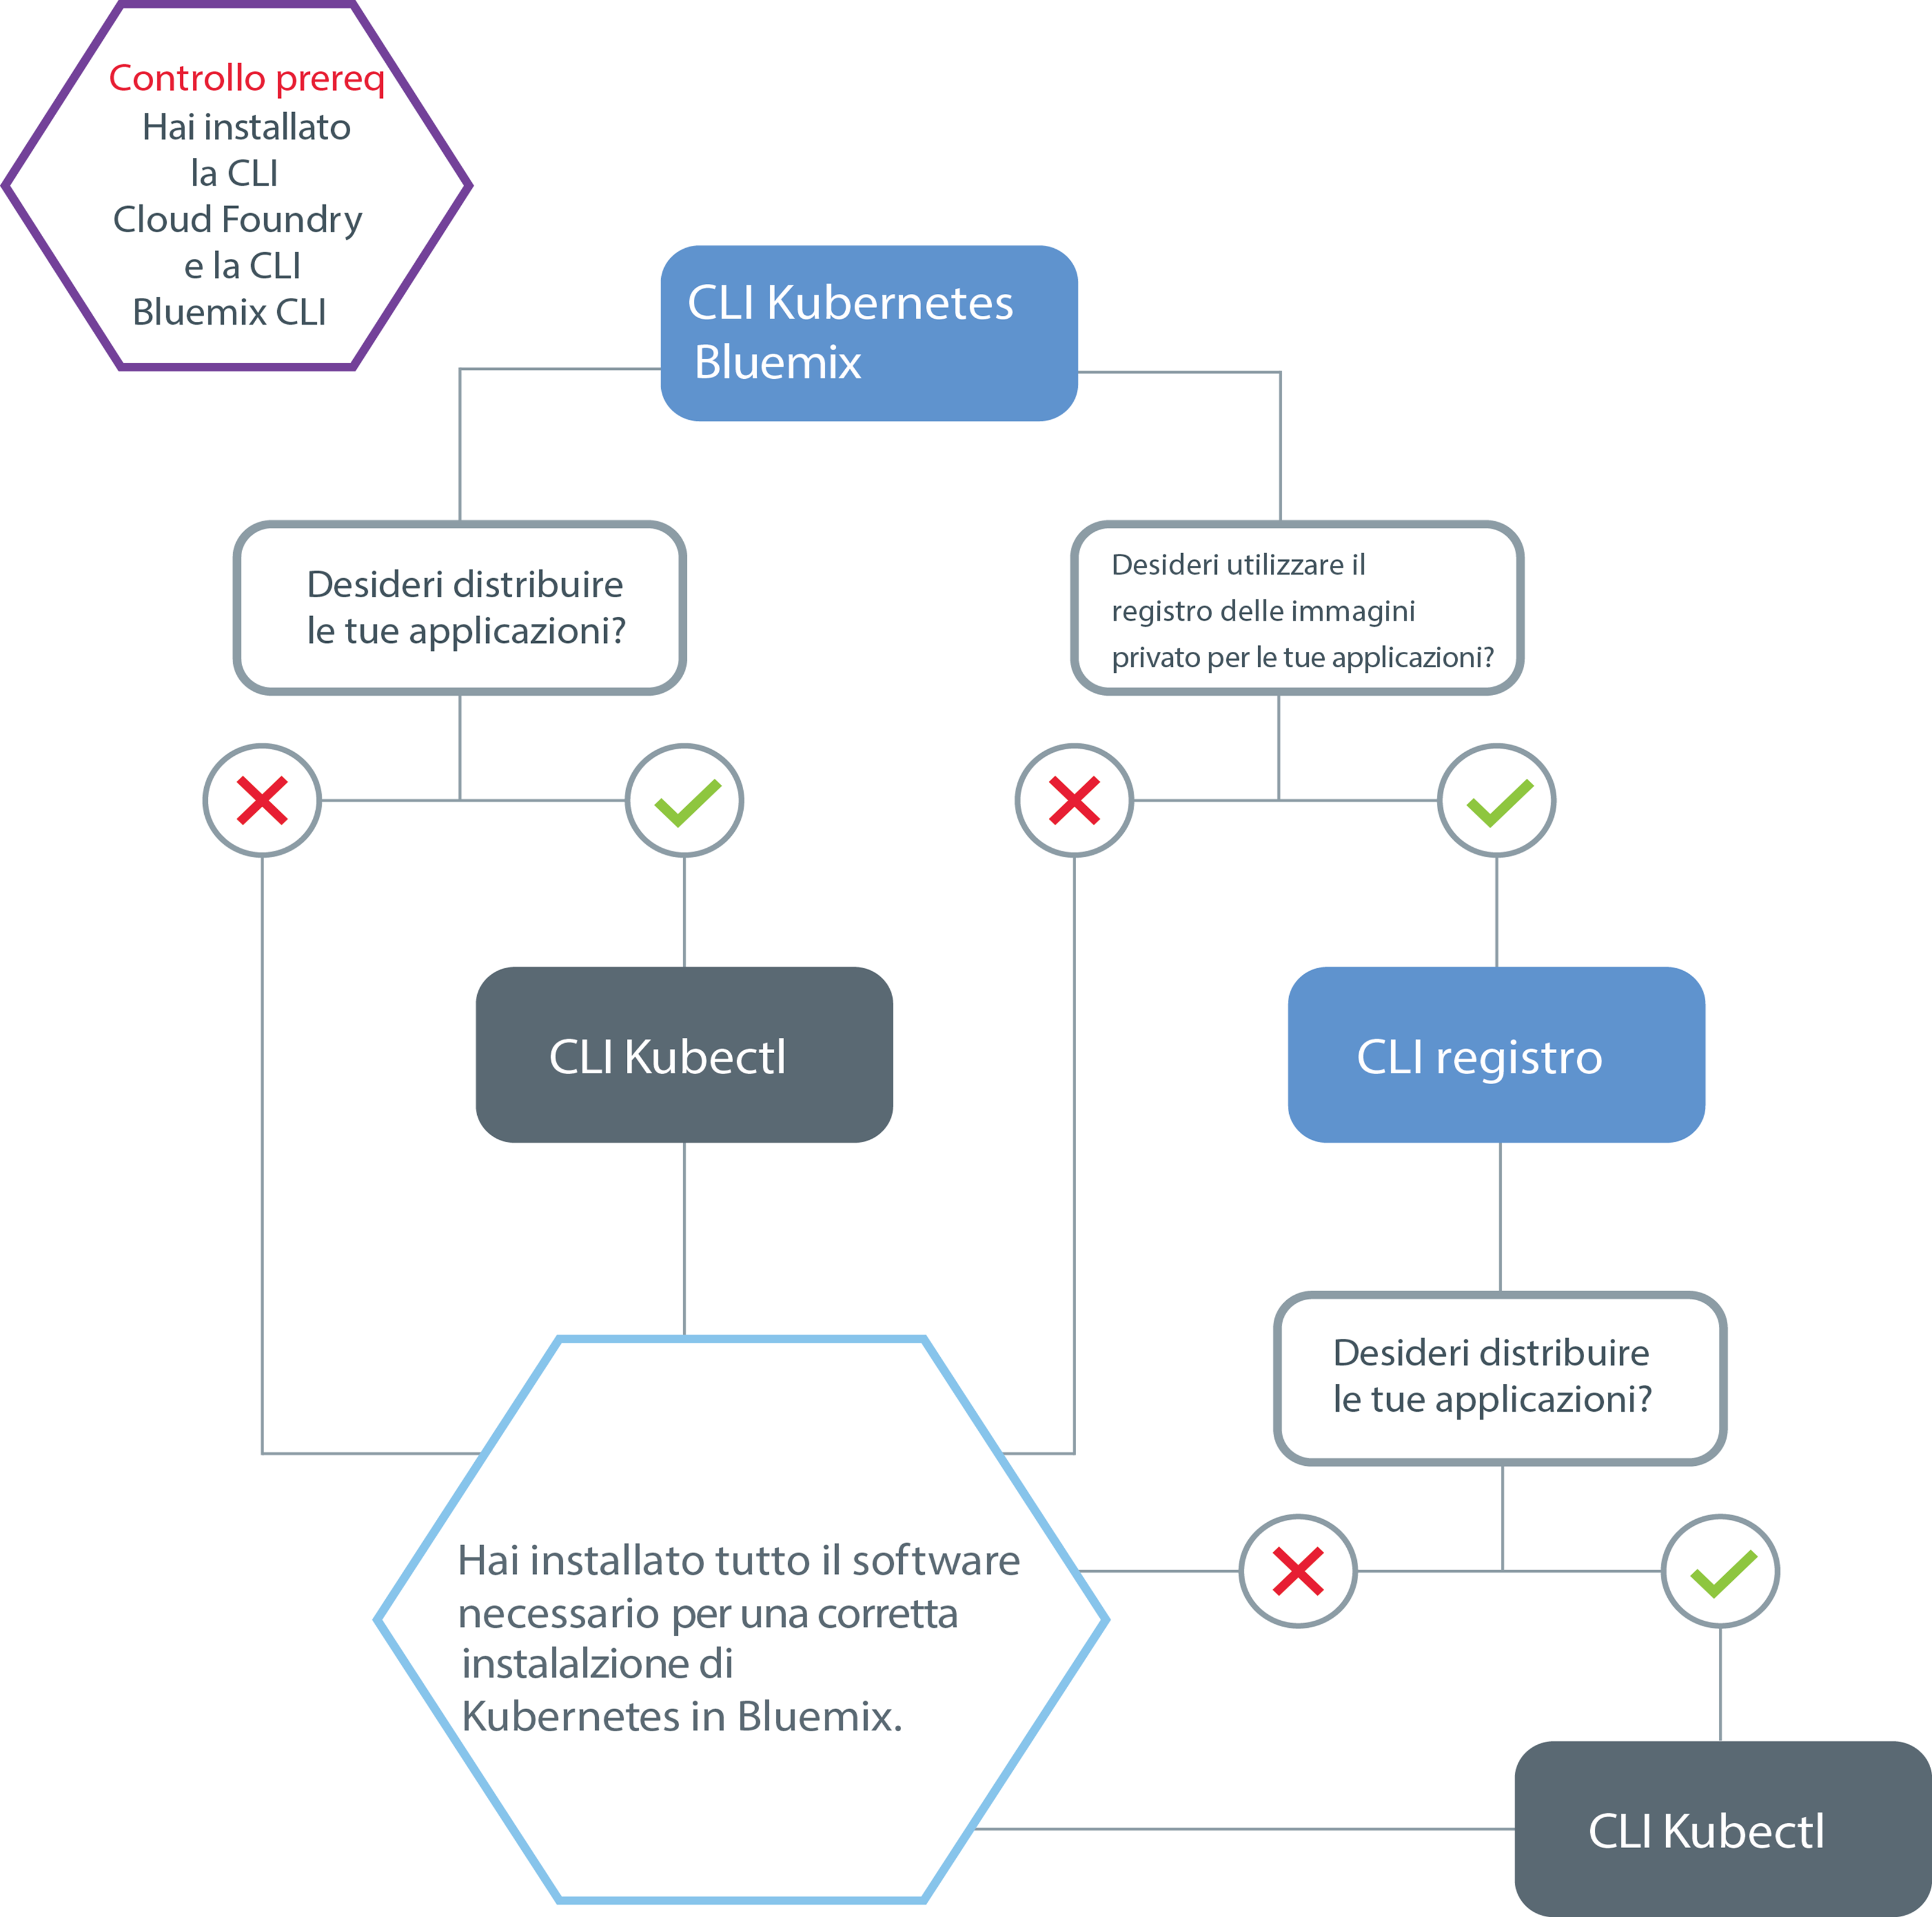 Controllo prereq
Hai installato
la CLI
Cloud Foundry
e la CLI
Bluemix CLI
CLI Kubernetes
Bluemix
Desideri distribuire
le tue applicazioni?
Desideri utilizzare il
registro delle immagini
privato per le tue applicazioni?
CLI Kubectl
CLI registro
Desideri distribuire
le tue applicazioni?
Hai installato tutto il software
necessario per una corretta
instalalzione di
Kubernetes in Bluemix.
CLI Kubectl